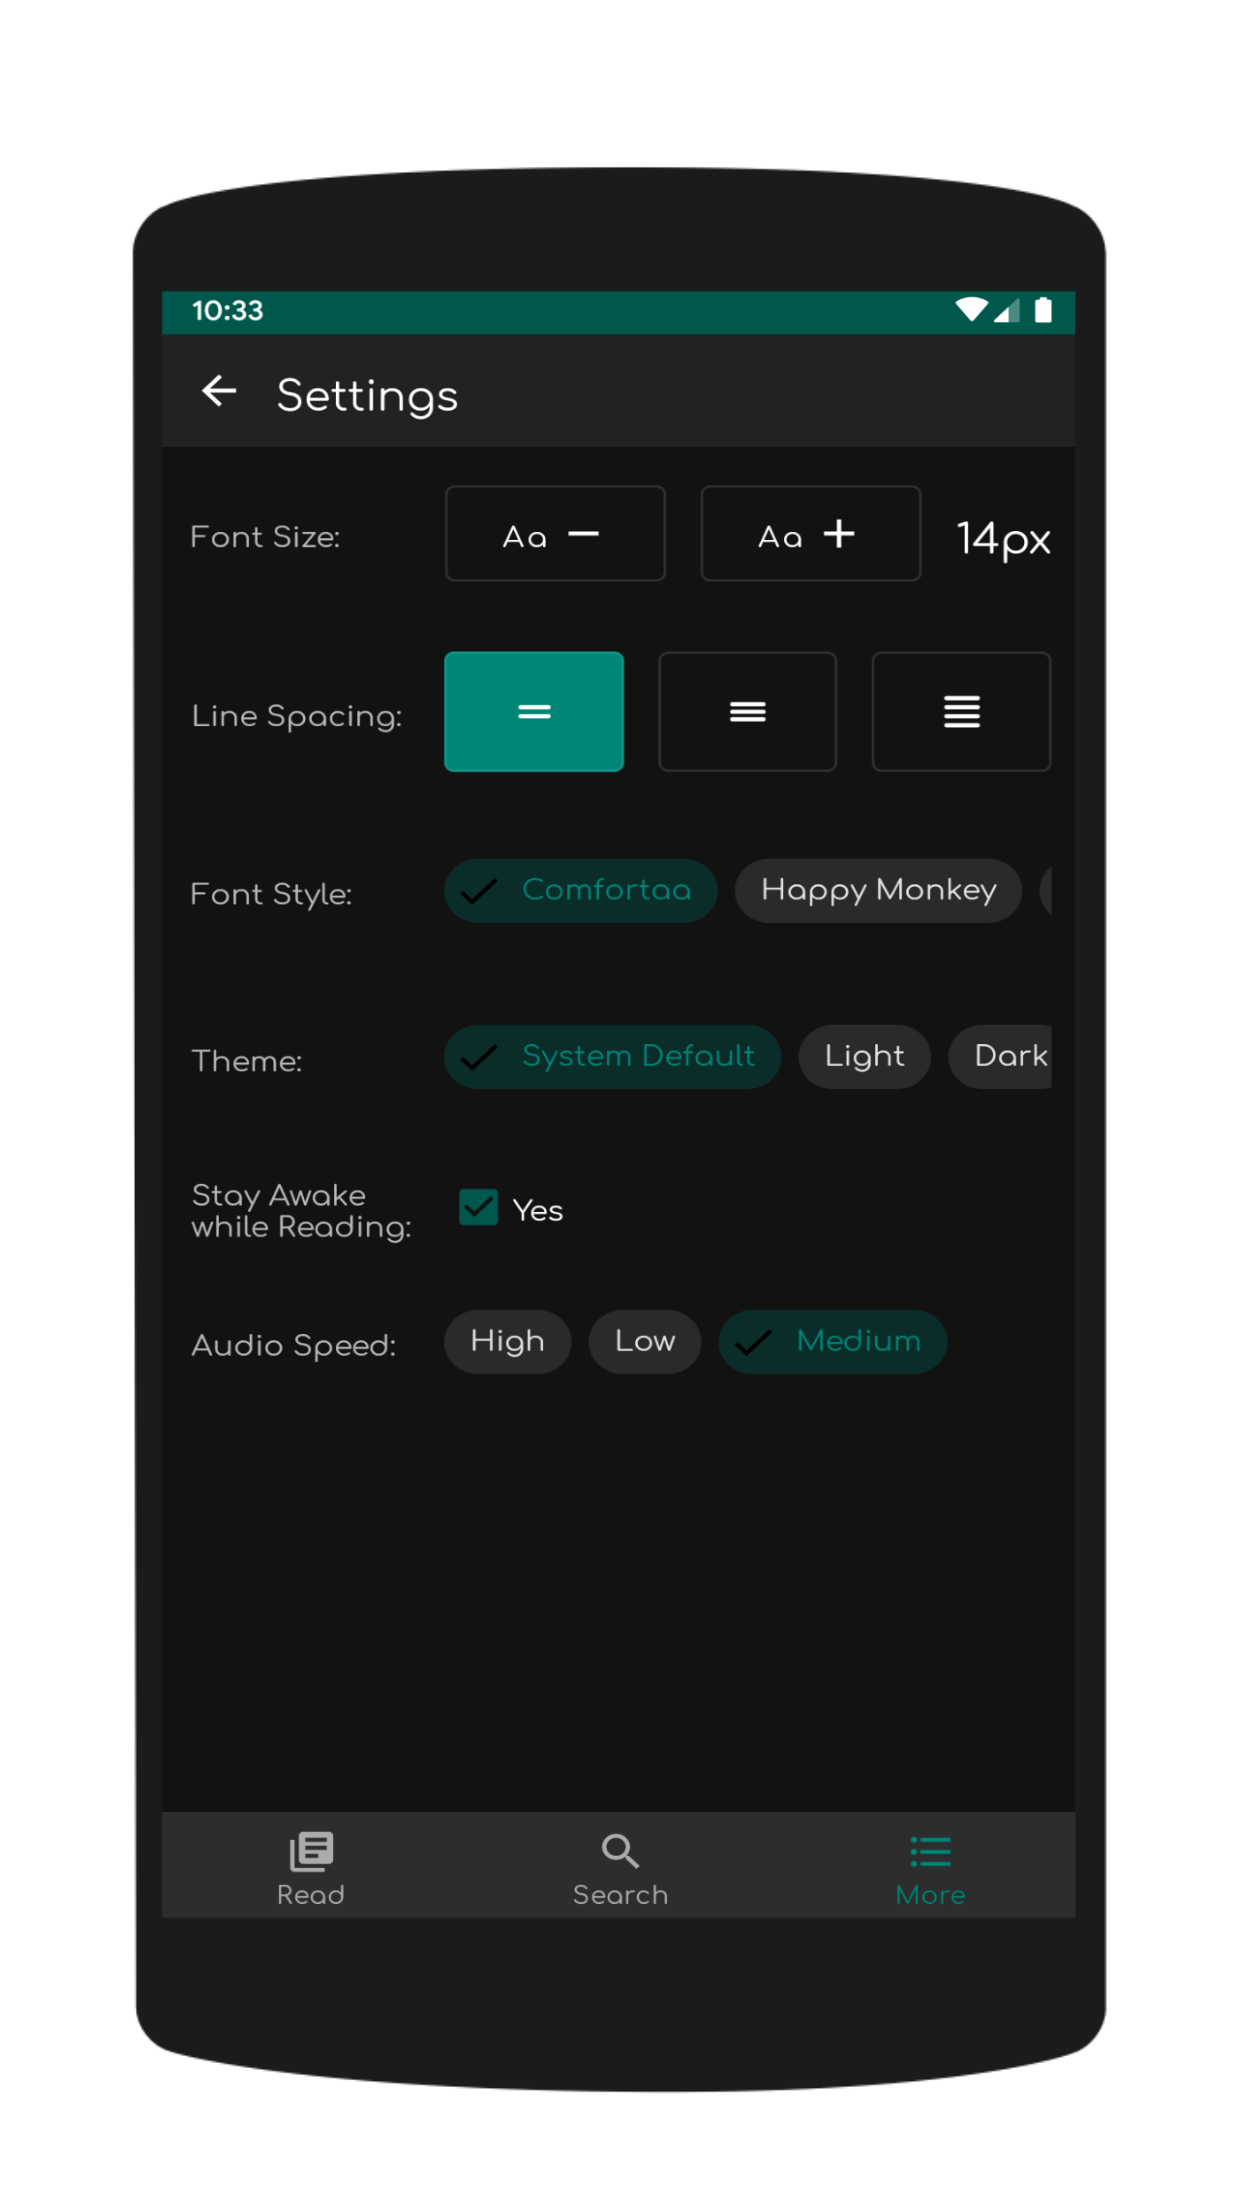 10:33
Settings
Font Size: Aa − Aa + 14px
Line Spacing:
Font Style: Comfortaa Happy Monkey
Theme: System Default Light Dark
Stay Awake
while Reading: Yes
Audio Speed: High Low Medium
Read Search More